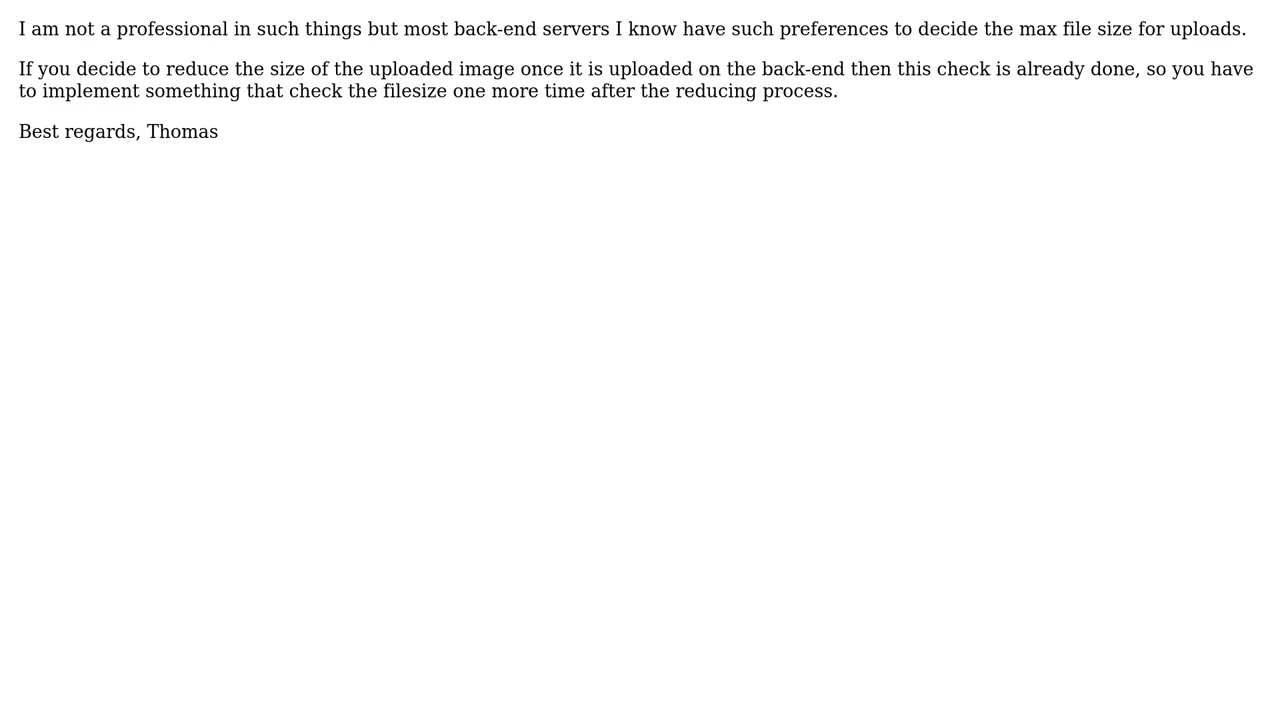 I am not a professional in such things but most back-end servers I know have such preferences to decide the max file size for uploads.
If you decide to reduce the size of the uploaded image once it is uploaded on the back-end then this check is already done, so you have
to implement something that check the filesize one more time after the reducing process.
Best regards, Thomas